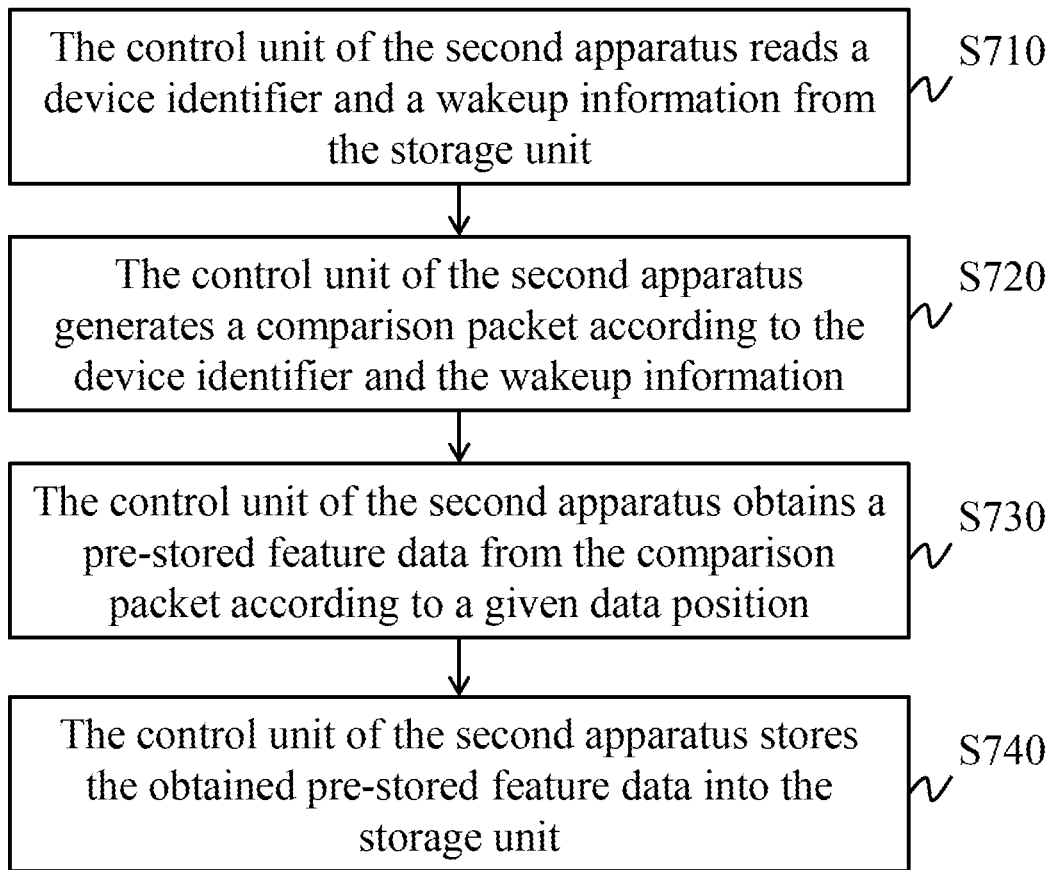 The control unit of the second apparatus reads a
device identifier and a wakeup information from
the storage unit
S710
The control unit of the second apparatus
generates a comparison packet according to the
device identifier and the wakeup information
S720
The control unit of the second apparatus obtains a
pre-stored feature data from the comparison
packet according to a given data position
S730
The control unit of the second apparatus stores
the obtained pre-stored feature data into the
storage unit
S740